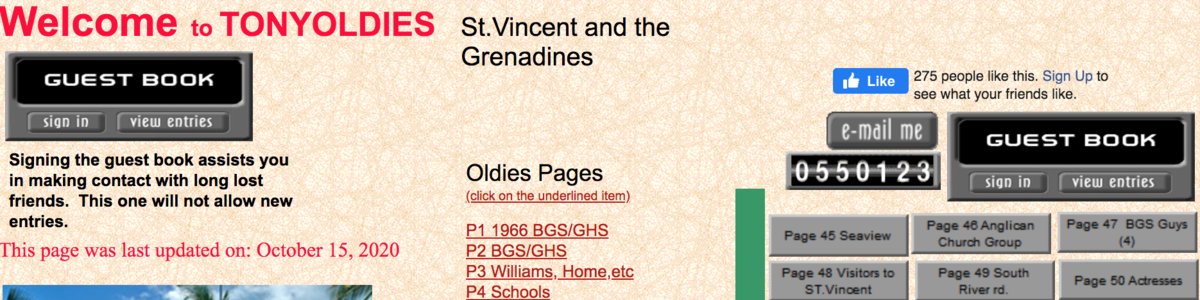 Welcome to TONYOLDIES
GUEST BOOK
sign in
view entries
Signing the guest book assists you
in making contact with long lost
friends.  This one will not allow new
entries.
This page was last updated on: October 15, 2020
St.Vincent and the
Grenadines
Oldies Pages
(click on the underlined item)
P1 1966 BGS/GHS
P2 BGS/GHS
P3 Williams, Home,etc
P4 Schools
Like
275 people like this. Sign Up to
see what your friends like.
e-mail me
0550123
GUEST BOOK
sign in
view entries
Page 45 Seaview
Page 46 Anglican
Church Group
Page 47  BGS Guys
(4)
Page 48 Visitors to
ST.Vincent
Page 49 South
River rd.
Page 50 Actresses